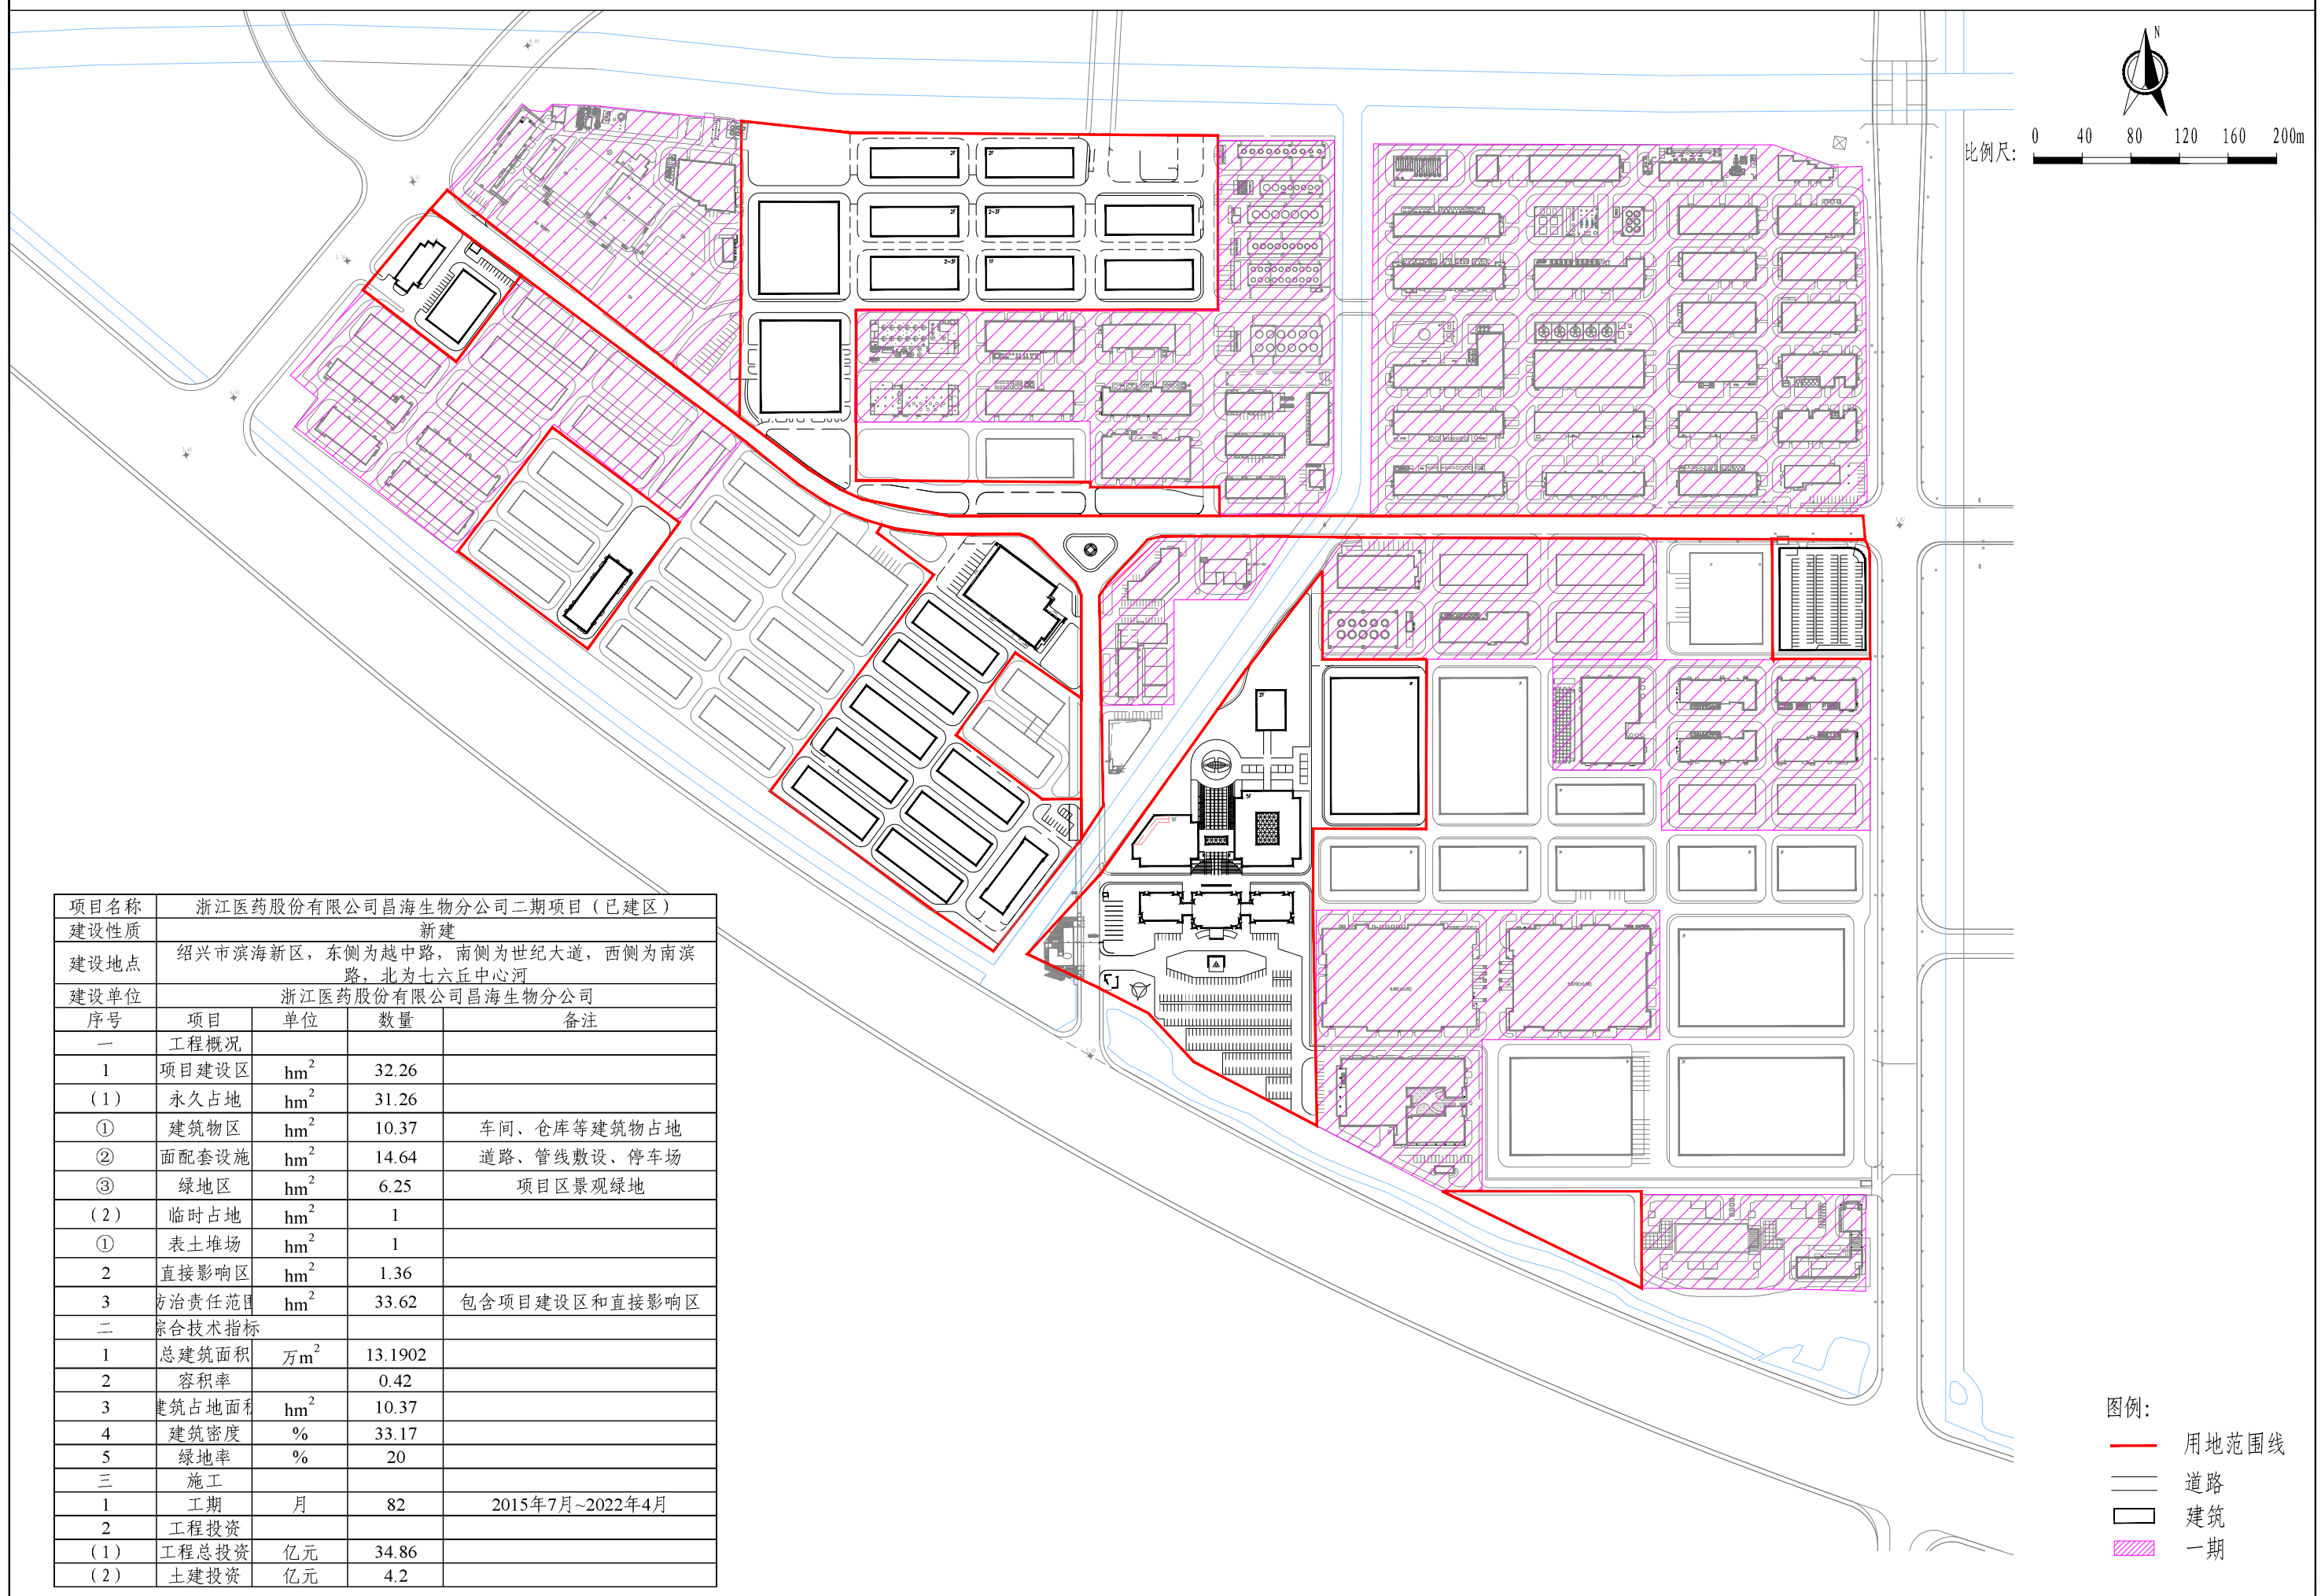 N
0 40 80 120 160 200m
比例尺:
2F 2F
2F 2~3F
2~3F 1F
2F
5F
5F
项目名称 浙江医药股份有限公司昌海生物分公司二期项目（已建区）
建设性质 新建
建设地点 绍兴市滨海新区，东侧为越中路，南侧为世纪大道，西侧为南滨
路，北为七六丘中心河
建设单位 浙江医药股份有限公司昌海生物分公司
序号 项目 单位 数量 备注
一 工程概况
1 项目建设区 hm2 32.26
（1） 永久占地 hm2 31.26
① 建筑物区 hm2 10.37 车间、仓库等建筑物占地
② 面配套设施 hm2 14.64 道路、管线敷设、停车场
③ 绿地区 hm2 6.25 项目区景观绿地
（2） 临时占地 hm2 1
① 表土堆场 hm2 1
2 直接影响区 hm2 1.36
3 防治责任范围 hm2 33.62 包含项目建设区和直接影响区
二 综合技术指标
1 总建筑面积 万m2 13.1902
2 容积率 0.42
3 建筑占地面积 hm2 10.37
4 建筑密度 % 33.17
5 绿地率 % 20
三 施工
1 工期 月 82 2015年7月~2022年4月
2 工程投资
（1） 工程总投资 亿元 34.86
（2） 土建投资 亿元 4.2
图例:
用地范围线
道路
建筑
一期